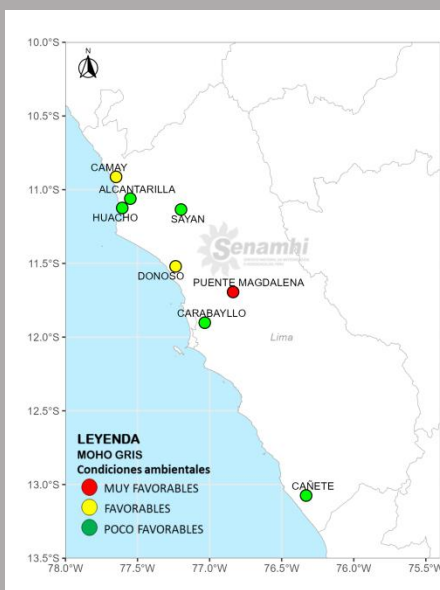 10.0°S
N
10.5°S
CAMAY
11.0°S
ALCANTARILLA
HUACHO
SAYAN
Senamhi
11.5°S
DONOSO
PUENTE MAGDALENA
CARABAYLLO
12.0°S
Lima
12.5°S
LEYENDA
MOHO GRIS
Condiciones ambientales
MUY FAVORABLES
FAVORABLES
POCO FAVORABLES
CAÑETE
13.0°S
13.5°S
78.0°W 77.5°W 77.0°W 76.5°W 76.0°W 75.5°W